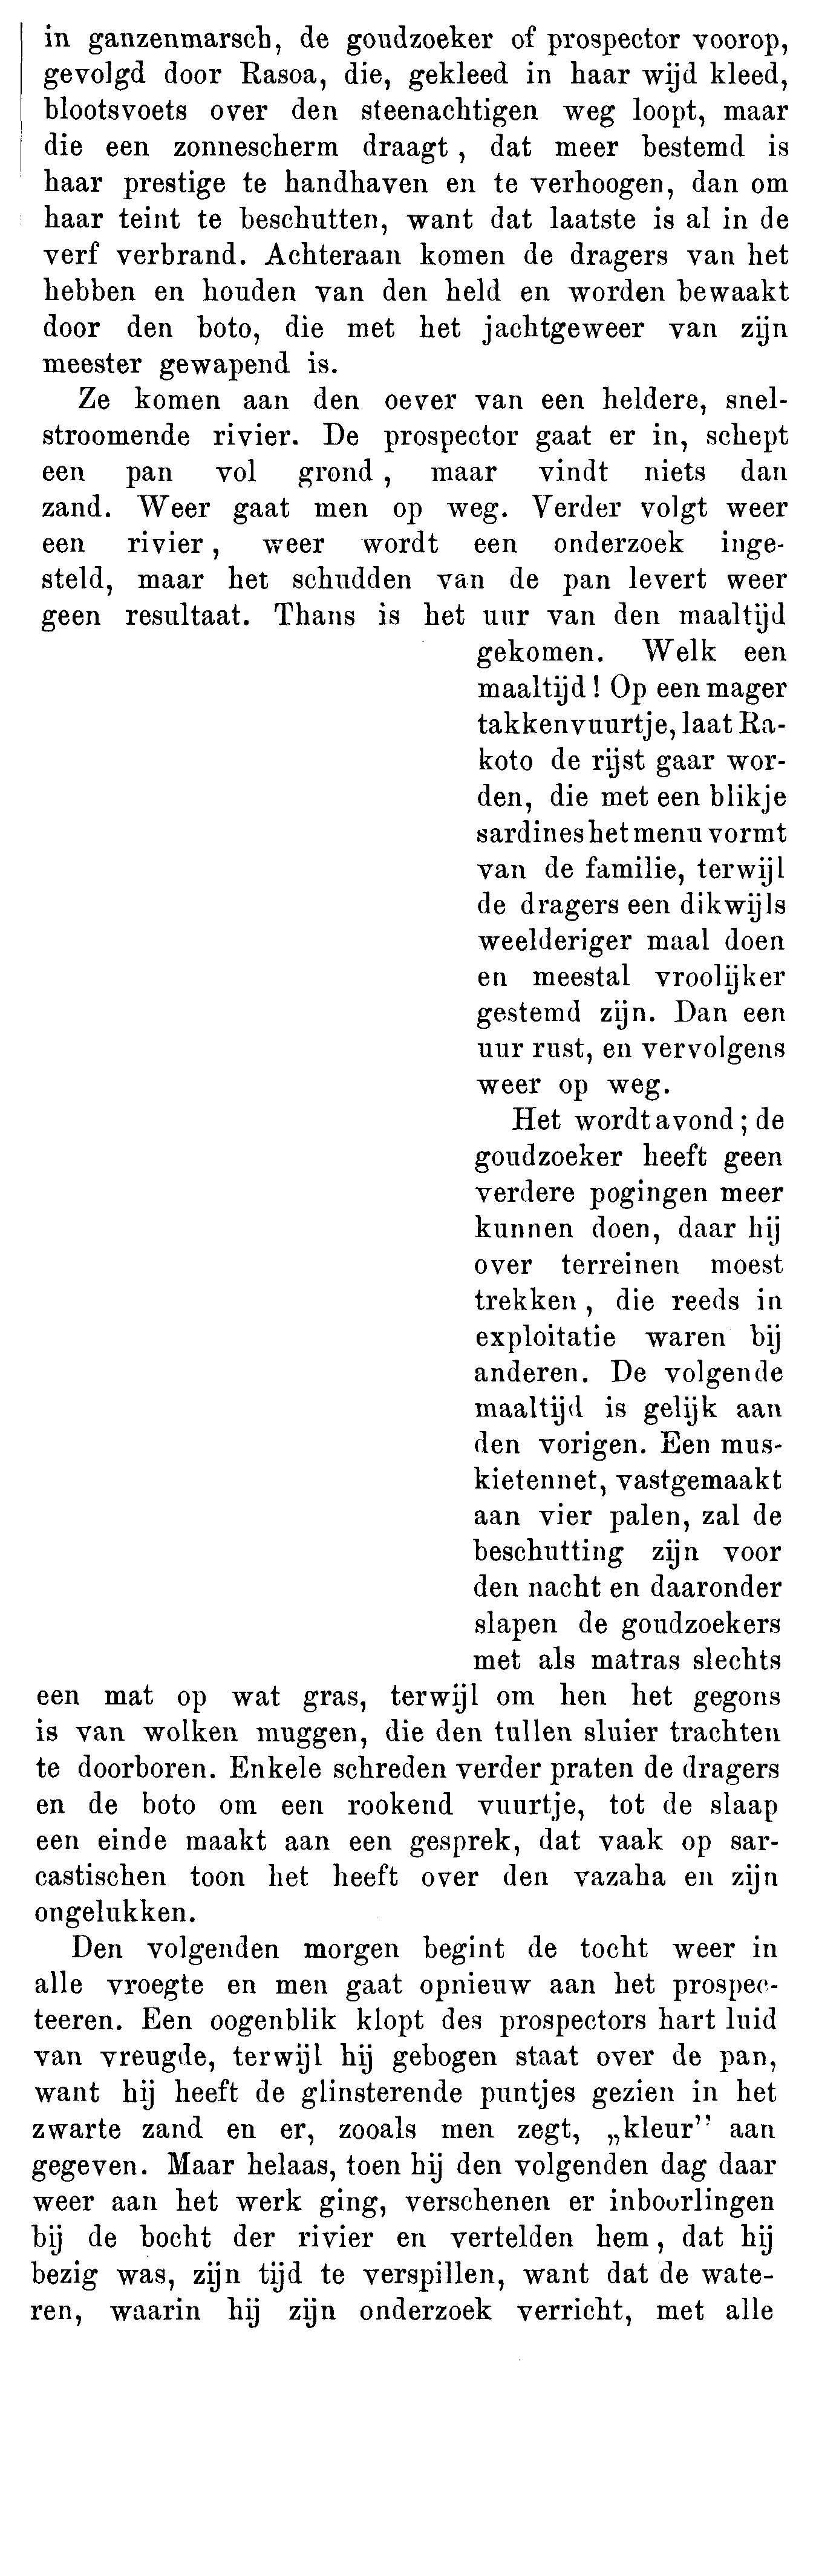 in ganzenmarsch, de goudzoeker of prospector voorop,
gevolgd door Rasoa, die, gekleed in haar wijd kleed,
blootsvoets over den steenachtigen weg loopt, maar
die een zonnescherm draagt, dat meer bestemd is
haar prestige te handhaven en te verhoogen, dan om
haar teint te beschutten, want dat laatste is al in de
verf verbrand. Achteraan komen de dragers van het
hebben en houden van den held en worden bewaakt
door den boto, die met het jachtgeweer van zijn
meester gewapend is.
Ze komen aan den oever van een heldere, snel-
stroomende rivier. De prospector gaat er in, schept
een pan vol grond, maar vindt niets dan
zand. Weer gaat men op weg. Verder volgt weer
een rivier, weer wordt een onderzoek inge-
steld, maar het schudden van de pan levert weer
geen resultaat. Thans is het uur van den maaltijd
gekomen. Welk een
maaltijd! Op een mager
takkenvuurtje, laat Ra-
koto de rijst gaar wor-
den, die met een blikje
sardines het menu vormt
van de familie, terwijl
de dragers een dikwijls
weelderiger maal doen
en meestal vroolijker
gestemd zijn. Dan een
uur rust, en vervolgens
weer op weg.
Het wordt avond; de
goudzoeker heeft geen
verdere pogingen meer
kunnen doen, daar hij
over terreinen moest
trekken, die reeds in
exploitatie waren bij
anderen. De volgende
maaltijd is gelijk aan
den vorigen. Een mus-
kietennet, vastgemaakt
aan vier palen, zal de
beschutting zijn voor
den nacht en daaronder
slapen de goudzoekers
met als matras slechts
een mat op wat gras, terwijl om hen het gegons
is van wolken muggen, die den tullen sluier trachten
te doorboren. Enkele schreden verder praten de dragers
en de boto om een rookend vuurtje, tot de slaap
een einde maakt aan een gesprek, dat vaak op sar-
castischen toon het heeft over den vazaha en zijn
ongelukken.
Den volgenden morgen begint de tocht weer in
alle vroegte en men gaat opnieuw aan het prospec-
teeren. Een oogenblik klopt des prospectors hart luid
van vreugde, terwijl hij gebogen staat over de pan,
want hij heeft de glinsterende puntjes gezien in het
zwarte zand en er, zooals men zegt, „kleur” aan
gegeven. Maar helaas, toen hij den volgenden dag daar
weer aan het werk ging, verschenen er inboorlingen
bij de bocht der rivier en vertelden hem, dat hij
bezig was, zijn tijd te verspillen, want dat de wate-
ren, waarin hij zijn onderzoek verricht, met alle